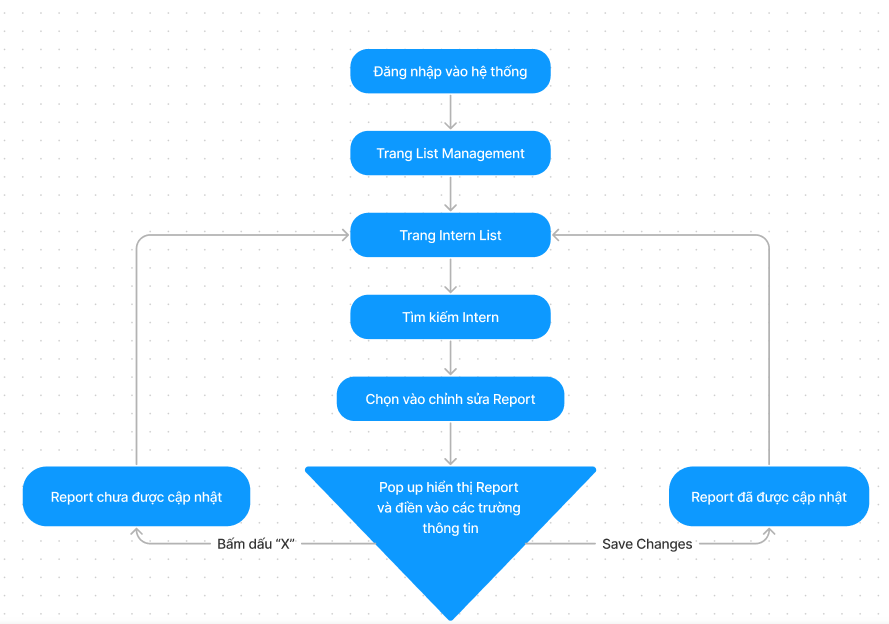 Đăng nhập vào hệ thống
Trang List Management
Trang Intern List
Tìm kiếm Intern
Chọn vào chỉnh sửa Report
Pop up hiển thị Report
và điền vào các trường
thông tin
Report chưa được cập nhật
Report đã được cập nhật
Bấm dấu “X”
Save Changes